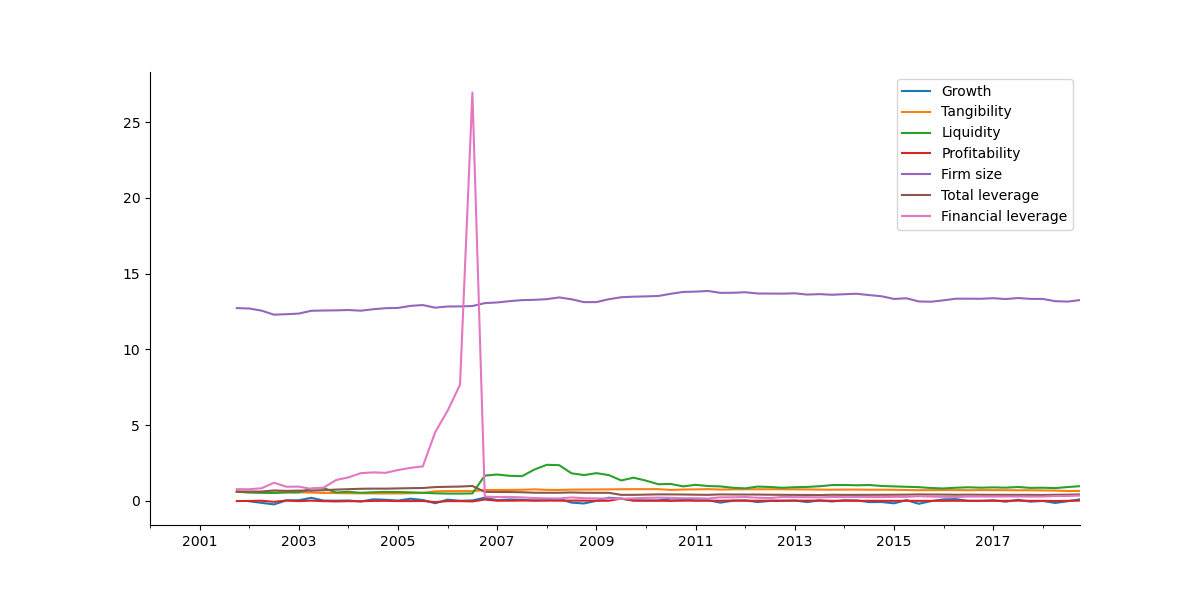 Growth
Tangibility
Liquidity
Profitability
Firm size
Total leverage
Financial leverage
25
20
15
10
5
0
2001 2003 2005 2007 2009 2011 2013 2015 2017